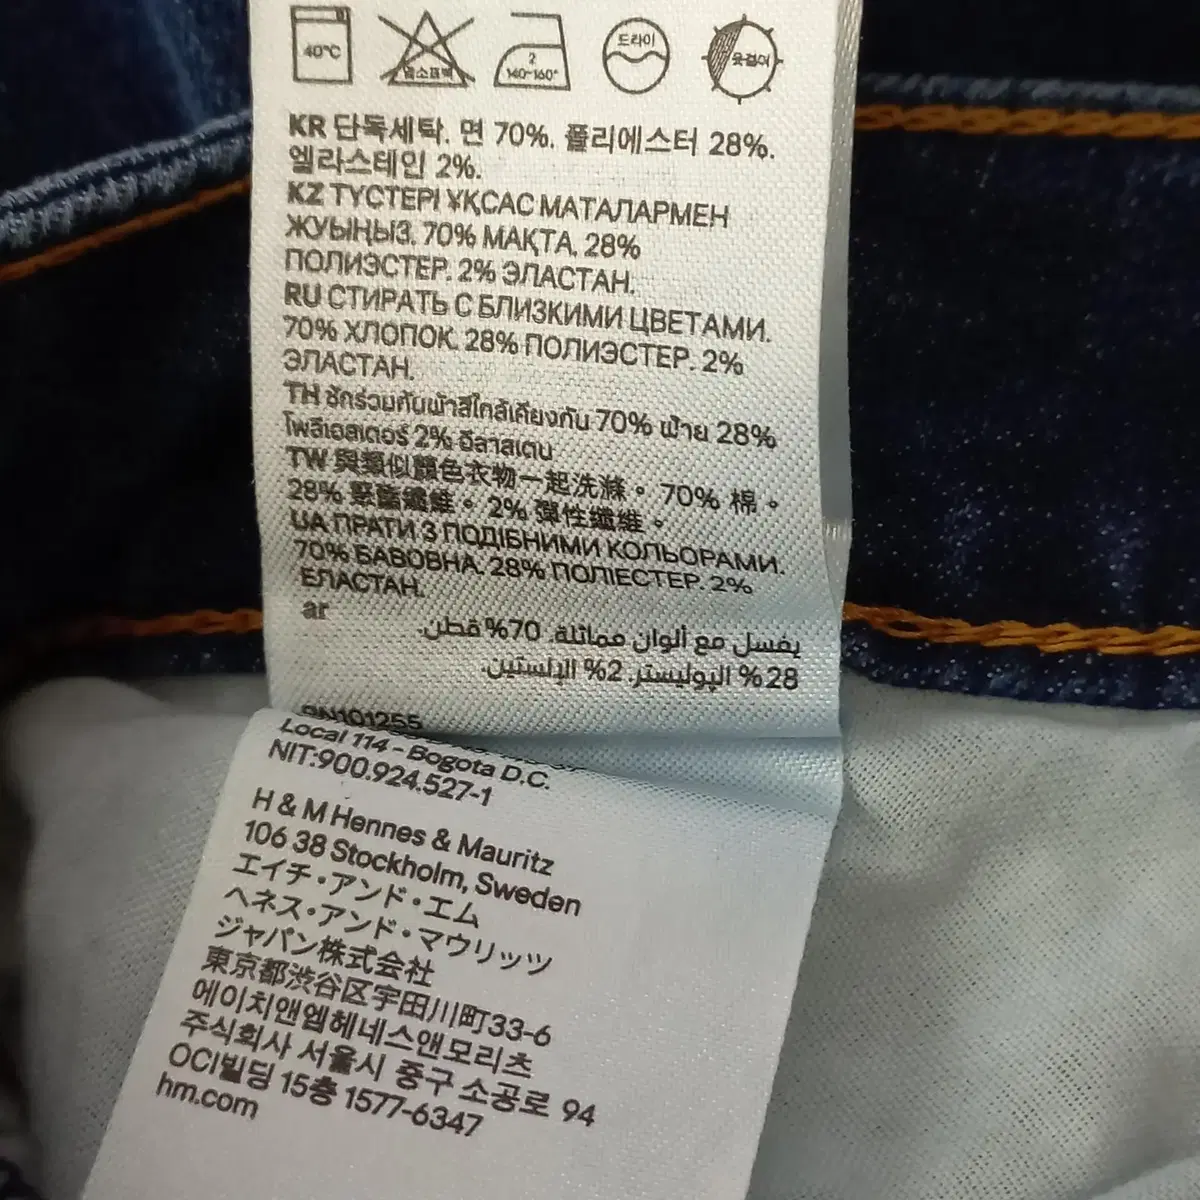 40°C
염소표백
2
140-160°
드라이
옷걸이
KR 단독세탁. 면 70%. 폴리에스터 28%.
엘라스테인 2%.
KZ ТҮСТЕРІ ҰҚСАС МАТАЛАРМЕН
ЖУЫҢЫЗ. 70% МАҚТА. 28%
ПОЛИЭСТЕР. 2% ЭЛАСТАН.
RU СТИРАТЬ С БЛИЗКИМИ ЦВЕТАМИ.
70% ХЛОПОК. 28% ПОЛИЭСТЕР. 2%
ЭЛАСТАН.
TH ซักร่วมกับผ้าสีใกล้เคียงกัน 70% ฝ้าย 28%
โพลีเอสเตอร์ 2% อีลาสเตน
TW 與類似顏色衣物一起洗滌。70% 棉。
28% 聚酯纖維。2% 彈性纖維。
UA ПРАТИ З ПОДІБНИМИ КОЛЬОРАМИ.
70% БАВОВНА. 28% ПОЛІЕСТЕР. 2%
ЕЛАСТАН.
ar
يغسل مع ألوان مماثلة. 70% قطن.
28% البوليستر. 2% الإلستين.
9N101255
Local 114 - Bogota D.C.
NIT:900.924.527-1
H & M Hennes & Mauritz
106 38 Stockholm, Sweden
エイチ・アンド・エム
ヘネス・アンド・マウリッツ
ジャパン株式会社
東京都渋谷区宇田川町33-6
에이치앤엠헤네스앤모리츠
주식회사 서울시 중구 소공로 94
OCI빌딩 15층 1577-6347
hm.com